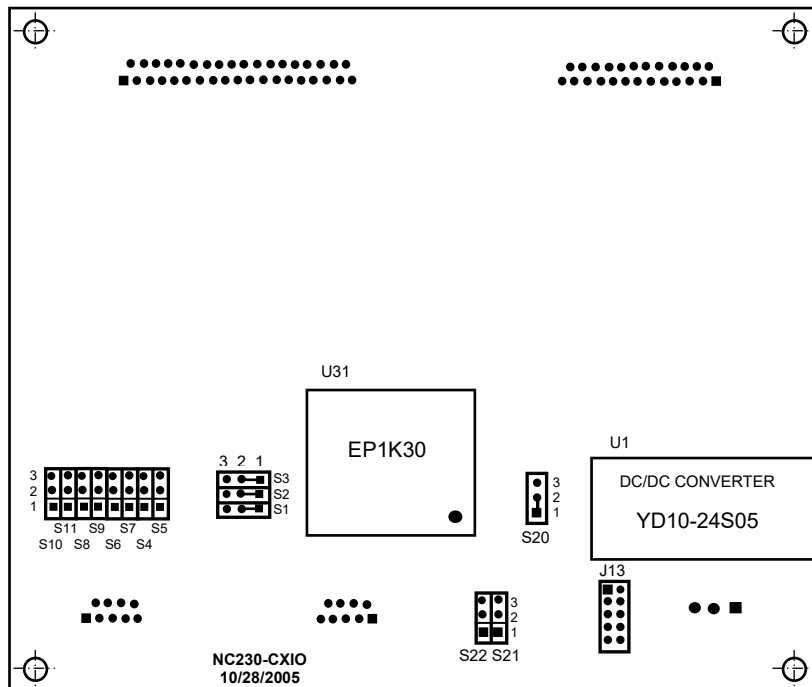 U31
EP1K30
U1
DC/DC CONVERTER
YD10-24S05
3 2 1
S3
S2
S1
3
2
1
S11 S9 S7 S5
S10 S8 S6 S4
3
2
1
S20
J13
3
2
1
S22 S21
NC230-CXIO
10/28/2005